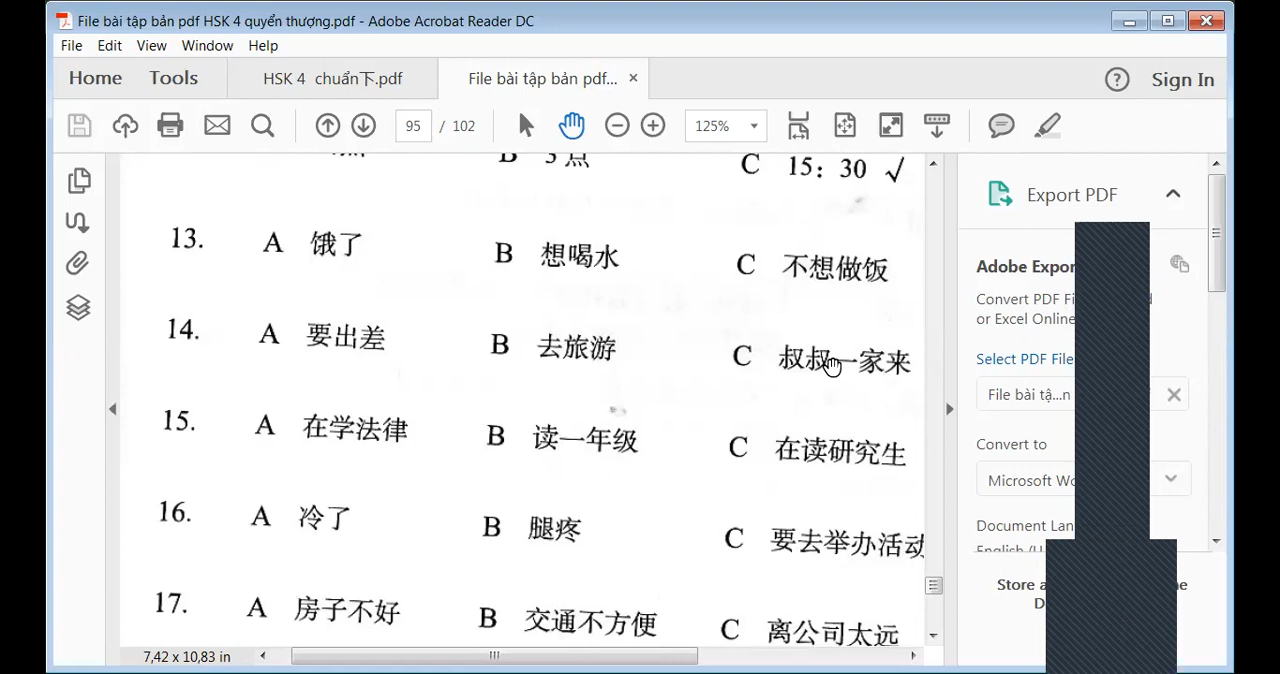 File bài tập bản pdf HSK 4 quyển thượng.pdf - Adobe Acrobat Reader DC
File Edit View Window Help
Home Tools HSK 4 chuẩn下.pdf File bài tập bản pdf... × Sign In
95 / 102 125%
B 3点 C 15：30 √
13. A 饿了 B 想喝水 C 不想做饭
14. A 要出差 B 去旅游 C 叔叔一家来
15. A 在学法律 B 读一年级 C 在读研究生
16. A 冷了 B 腿疼 C 要去举办活动
17. A 房子不好 B 交通不方便 C 离公司太远
7,42 x 10,83 in
Export PDF
Adobe Expor
Convert PDF Fi
or Excel Online
Select PDF File
File bài tậ...n
Convert to
Microsoft Wo
Document Lan
English (U
Store a